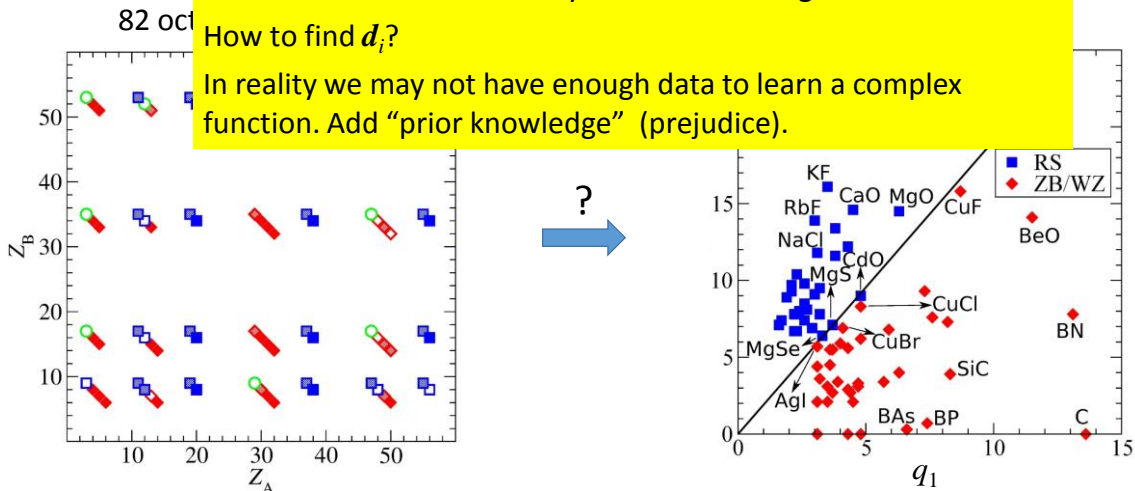 82 oct
How to find d_i?
In reality we may not have enough data to learn a complex
function. Add “prior knowledge” (prejudice).
50
40
30
20
10
Z_B
10 20 30 40 50
Z_A
?
RS
ZB/WZ
KF
CaO
MgO
CuF
RbF
BeO
NaCl
CdO
MgS
CuCl
BN
MgSe
CuBr
SiC
AgI
BAs
BP
C
15
10
5
0
0 5 10 15
q_1